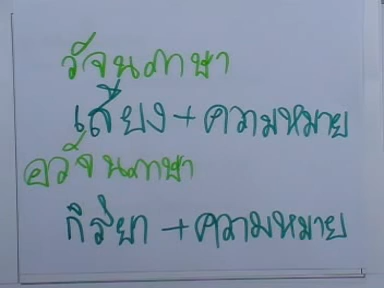 วัจนภาษา
เสียง + ความหมาย
อวัจนภาษา
กิริยา + ความหมาย